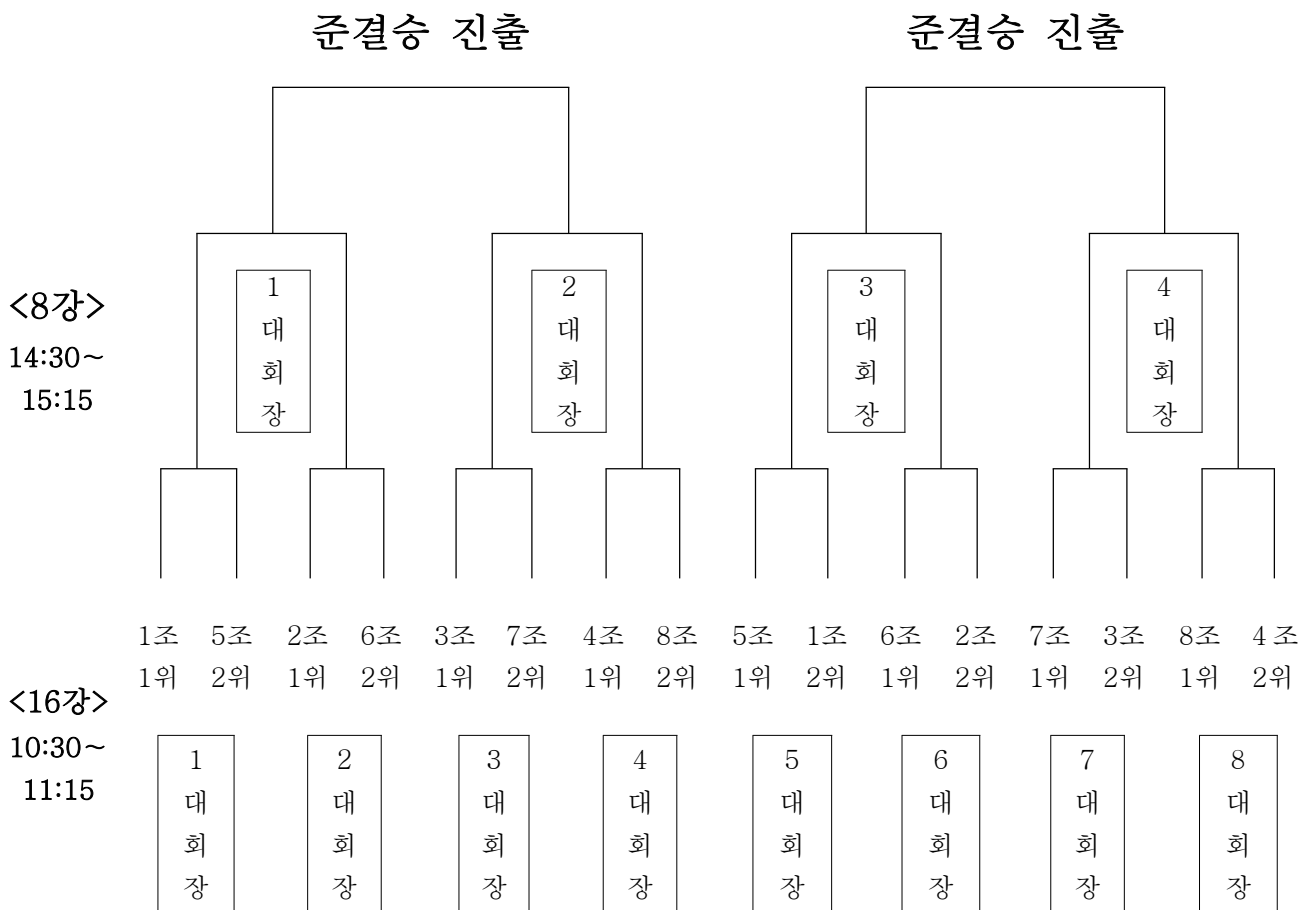 준결승 진출 준결승 진출
<8강>
14:30~
15:15
1
대
회
장
2
대
회
장
3
대
회
장
4
대
회
장
1조 5조 2조 6조 3조 7조 4조 8조 5조 1조 6조 2조 7조 3조 8조 4 조
1위 2위 1위 2위 1위 2위 1위 2위 1위 2위 1위 2위 1위 2위 1위 2위
<16강>
10:30~
11:15
1
대
회
장
2
대
회
장
3
대
회
장
4
대
회
장
5
대
회
장
6
대
회
장
7
대
회
장
8
대
회
장